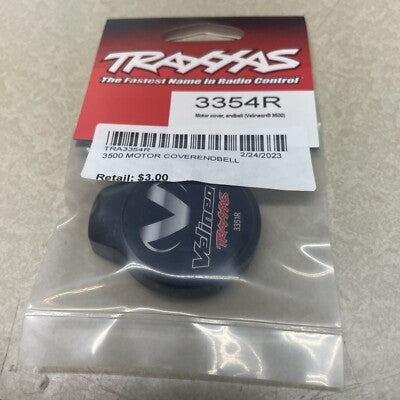 TRAXXAS
The Fastest Name in Radio Control
3354R
Motor cover, endbell (Velineon® 3500)
TRA3354R
3500 MOTOR COVERENDBELL
2/24/2023
Retail: $3.00
V
Velineon
TRAXXAS
3351R